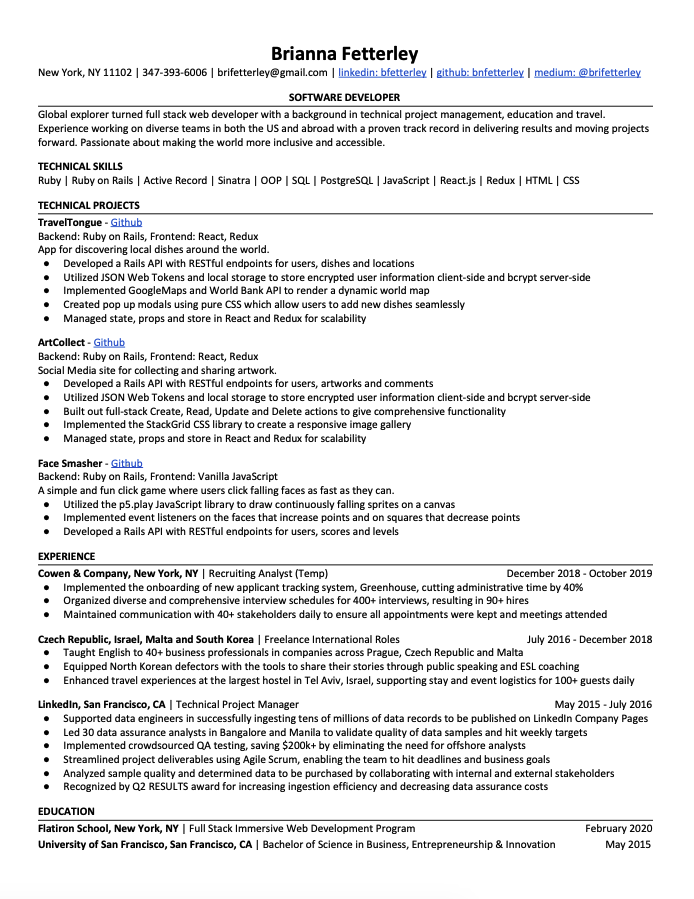 Brianna Fetterley
New York, NY 11102 | 347-393-6006 | brifetterley@gmail.com | linkedin: bfetterley | github: bnfetterley | medium: @brifetterley
SOFTWARE DEVELOPER
Global explorer turned full stack web developer with a background in technical project management, education and travel.
Experience working on diverse teams in both the US and abroad with a proven track record in delivering results and moving projects
forward. Passionate about making the world more inclusive and accessible.
TECHNICAL SKILLS
Ruby | Ruby on Rails | Active Record | Sinatra | OOP | SQL | PostgreSQL | JavaScript | React.js | Redux | HTML | CSS
TECHNICAL PROJECTS
TravelTongue - Github
Backend: Ruby on Rails, Frontend: React, Redux
App for discovering local dishes around the world.
● Developed a Rails API with RESTful endpoints for users, dishes and locations
● Utilized JSON Web Tokens and local storage to store encrypted user information client-side and bcrypt server-side
● Implemented GoogleMaps and World Bank API to render a dynamic world map
● Created pop up modals using pure CSS which allow users to add new dishes seamlessly
● Managed state, props and store in React and Redux for scalability
ArtCollect - Github
Backend: Ruby on Rails, Frontend: React, Redux
Social Media site for collecting and sharing artwork.
● Developed a Rails API with RESTful endpoints for users, artworks and comments
● Utilized JSON Web Tokens and local storage to store encrypted user information client-side and bcrypt server-side
● Built out full-stack Create, Read, Update and Delete actions to give comprehensive functionality
● Implemented the StackGrid CSS library to create a responsive image gallery
● Managed state, props and store in React and Redux for scalability
Face Smasher - Github
Backend: Ruby on Rails, Frontend: Vanilla JavaScript
A simple and fun click game where users click falling faces as fast as they can.
● Utilized the p5.play JavaScript library to draw continuously falling sprites on a canvas
● Implemented event listeners on the faces that increase points and on squares that decrease points
● Developed a Rails API with RESTful endpoints for users, scores and levels
EXPERIENCE
Cowen & Company, New York, NY | Recruiting Analyst (Temp) December 2018 - October 2019
● Implemented the onboarding of new applicant tracking system, Greenhouse, cutting administrative time by 40%
● Organized diverse and comprehensive interview schedules for 400+ interviews, resulting in 90+ hires
● Maintained communication with 40+ stakeholders daily to ensure all appointments were kept and meetings attended
Czech Republic, Israel, Malta and South Korea | Freelance International Roles July 2016 - December 2018
● Taught English to 40+ business professionals in companies across Prague, Czech Republic and Malta
● Equipped North Korean defectors with the tools to share their stories through public speaking and ESL coaching
● Enhanced travel experiences at the largest hostel in Tel Aviv, Israel, supporting stay and event logistics for 100+ guests daily
LinkedIn, San Francisco, CA | Technical Project Manager May 2015 - July 2016
● Supported data engineers in successfully ingesting tens of millions of data records to be published on LinkedIn Company Pages
● Led 30 data assurance analysts in Bangalore and Manila to validate quality of data samples and hit weekly targets
● Implemented crowdsourced QA testing, saving $200k+ by eliminating the need for offshore analysts
● Streamlined project deliverables using Agile Scrum, enabling the team to hit deadlines and business goals
● Analyzed sample quality and determined data to be purchased by collaborating with internal and external stakeholders
● Recognized by Q2 RESULTS award for increasing ingestion efficiency and decreasing data assurance costs
EDUCATION
Flatiron School, New York, NY | Full Stack Immersive Web Development Program February 2020
University of San Francisco, San Francisco, CA | Bachelor of Science in Business, Entrepreneurship & Innovation May 2015